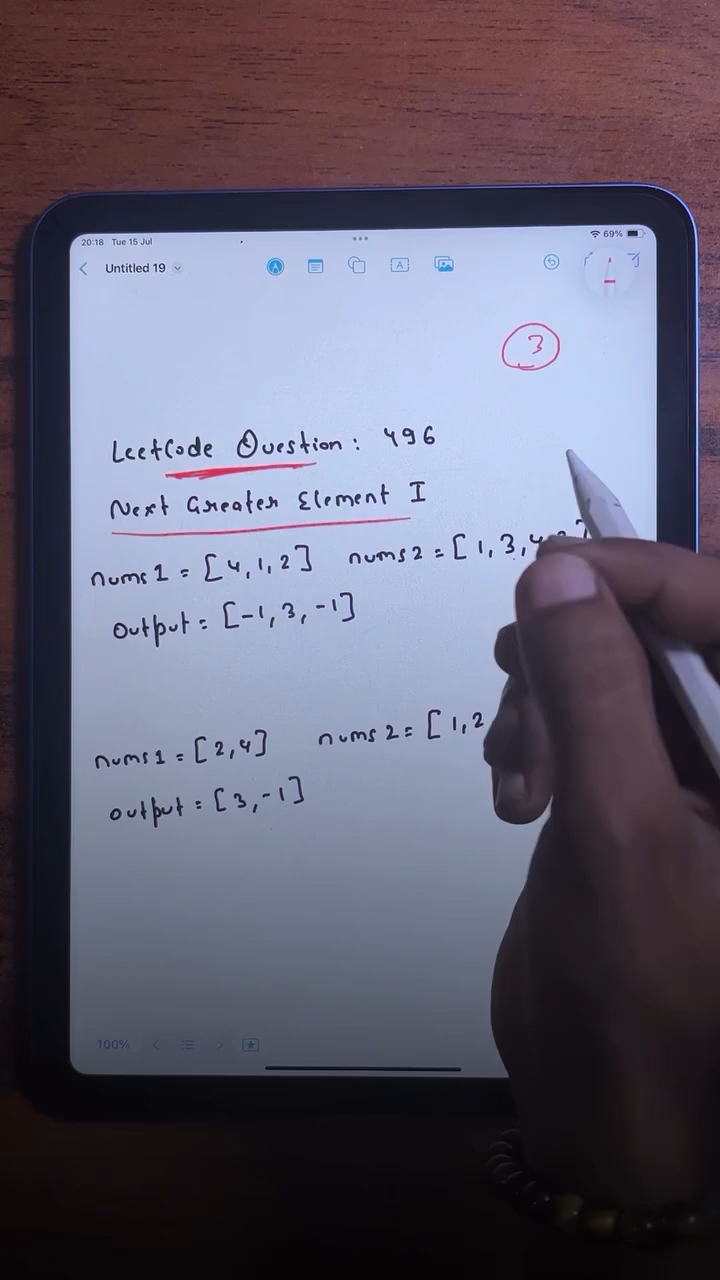 20:18 Tue 15 Jul
69%
Untitled 19
A
3
LeetCode Question: 496
Next Greater Element I
nums1 = [4,1,2] nums2 = [1,3,4
Output = [-1,3,-1]
nums1 = [2,4] nums2 = [1,2
output = [3,-1]
100%